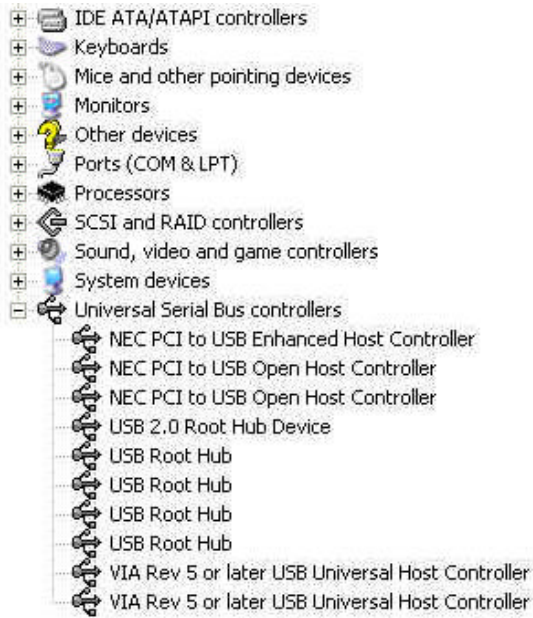 IDE ATA/ATAPI controllers
Keyboards
Mice and other pointing devices
Monitors
Other devices
Ports (COM & LPT)
Processors
SCSI and RAID controllers
Sound, video and game controllers
System devices
Universal Serial Bus controllers
NEC PCI to USB Enhanced Host Controller
NEC PCI to USB Open Host Controller
NEC PCI to USB Open Host Controller
USB 2.0 Root Hub Device
USB Root Hub
USB Root Hub
USB Root Hub
USB Root Hub
VIA Rev 5 or later USB Universal Host Controller
VIA Rev 5 or later USB Universal Host Controller